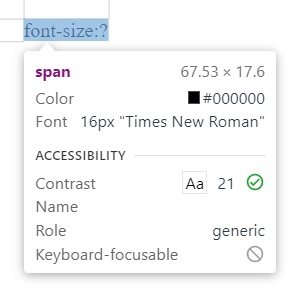 font-size:?
span 67.53 × 17.6
Color #000000
Font 16px "Times New Roman"
ACCESSIBILITY
Contrast Aa 21
Name
Role generic
Keyboard-focusable